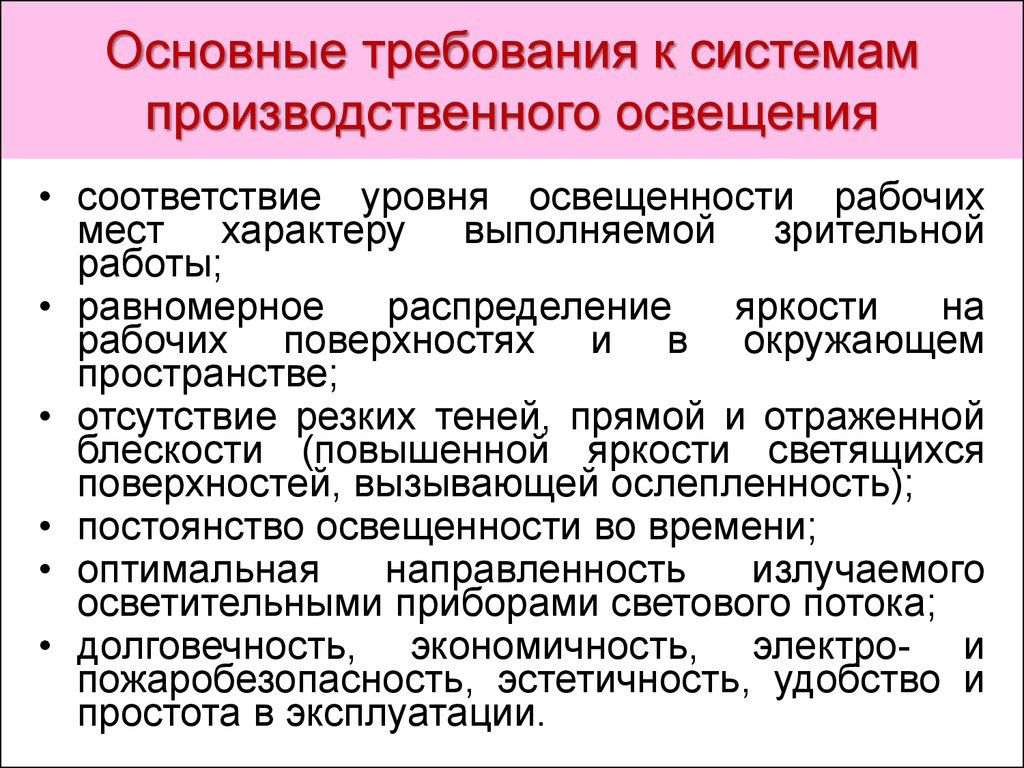 Основные требования к системам
производственного освещения
• соответствие уровня освещенности рабочих
мест характеру выполняемой зрительной
работы;
• равномерное распределение яркости на
рабочих поверхностях и в окружающем
пространстве;
• отсутствие резких теней, прямой и отраженной
блескости (повышенной яркости светящихся
поверхностей, вызывающей ослепленность);
• постоянство освещенности во времени;
• оптимальная направленность излучаемого
осветительными приборами светового потока;
• долговечность, экономичность, электро- и
пожаробезопасность, эстетичность, удобство и
простота в эксплуатации.